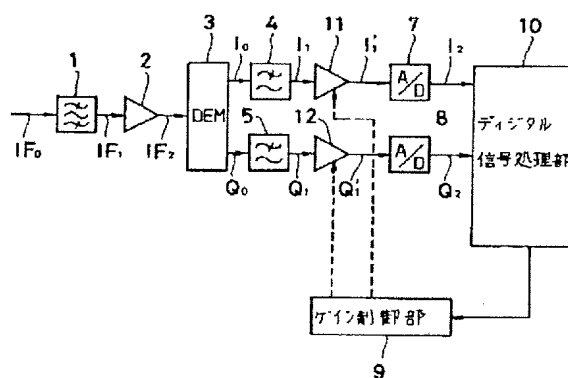 3 4 11 7 10
I₀ I₁ I₁' I₂
1 2
DEM
A/D
5 12 8
ディジタル
信号処理部
IF₀ IF₁ IF₂
Q₀ Q₁ Q₁' Q₂
A/D
ゲイン制御部
9